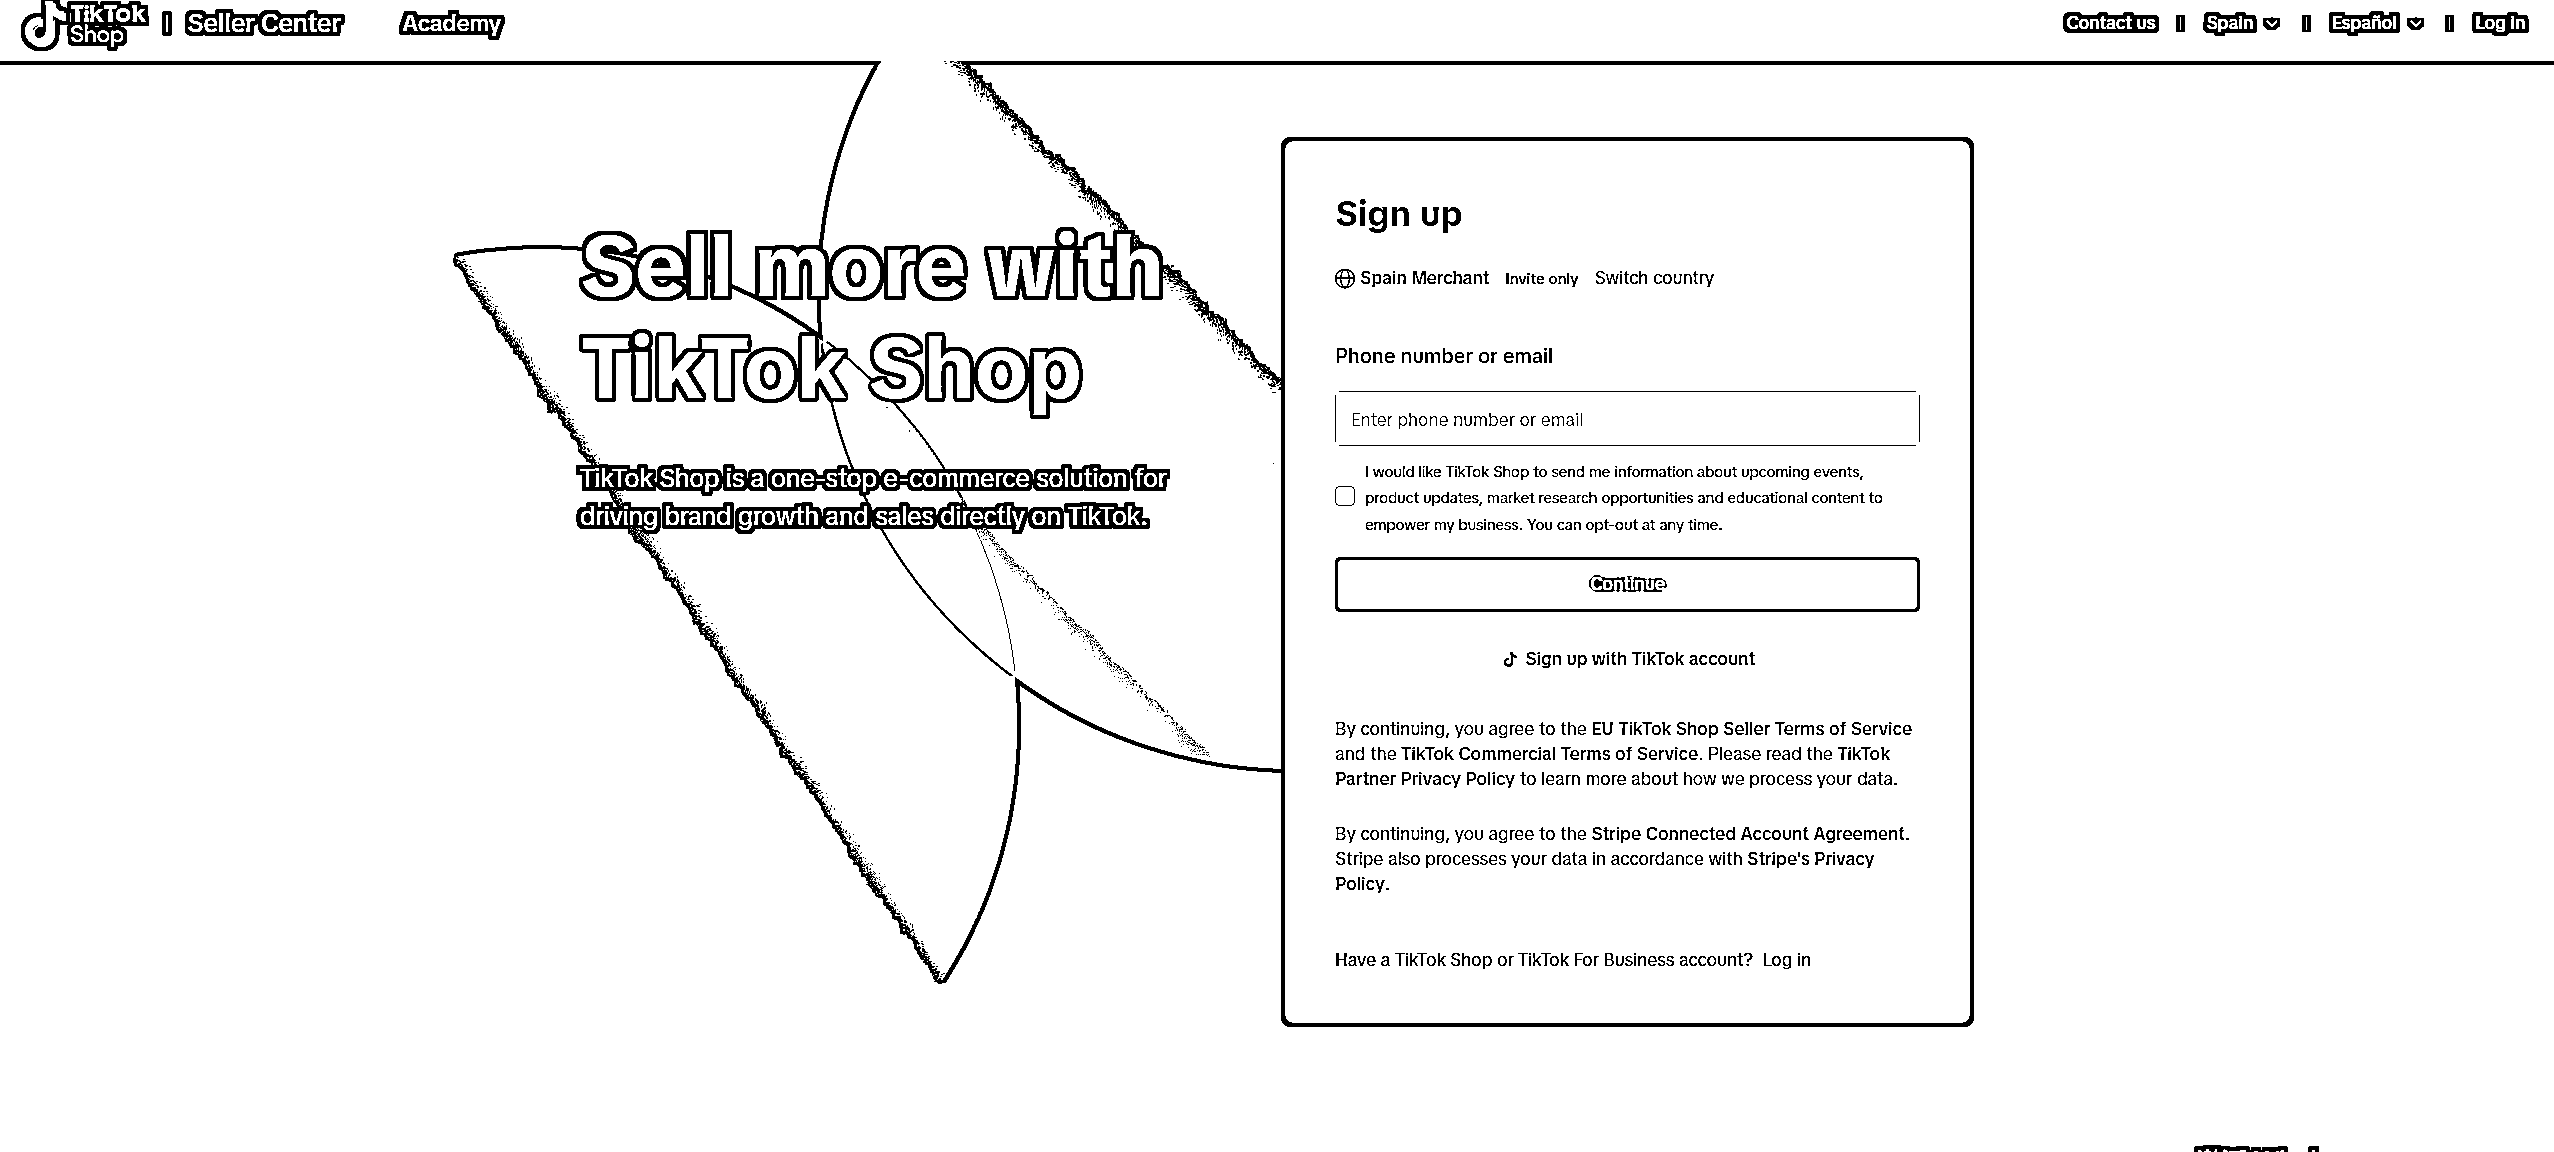 TikTok Shop | Seller Center Academy Contact us | Spain | Español | Log in
Sell more with
TikTok Shop
TikTok Shop is a one-stop e-commerce solution for
driving brand growth and sales directly on TikTok.
Sign up
Spain Merchant Invite only Switch country
Phone number or email
Enter phone number or email
I would like TikTok Shop to send me information about upcoming events,
product updates, market research opportunities and educational content to
empower my business. You can opt-out at any time.
Continue
Sign up with TikTok account
By continuing, you agree to the EU TikTok Shop Seller Terms of Service
and the TikTok Commercial Terms of Service. Please read the TikTok
Partner Privacy Policy to learn more about how we process your data.
By continuing, you agree to the Stripe Connected Account Agreement.
Stripe also processes your data in accordance with Stripe's Privacy
Policy.
Have a TikTok Shop or TikTok For Business account? Log in